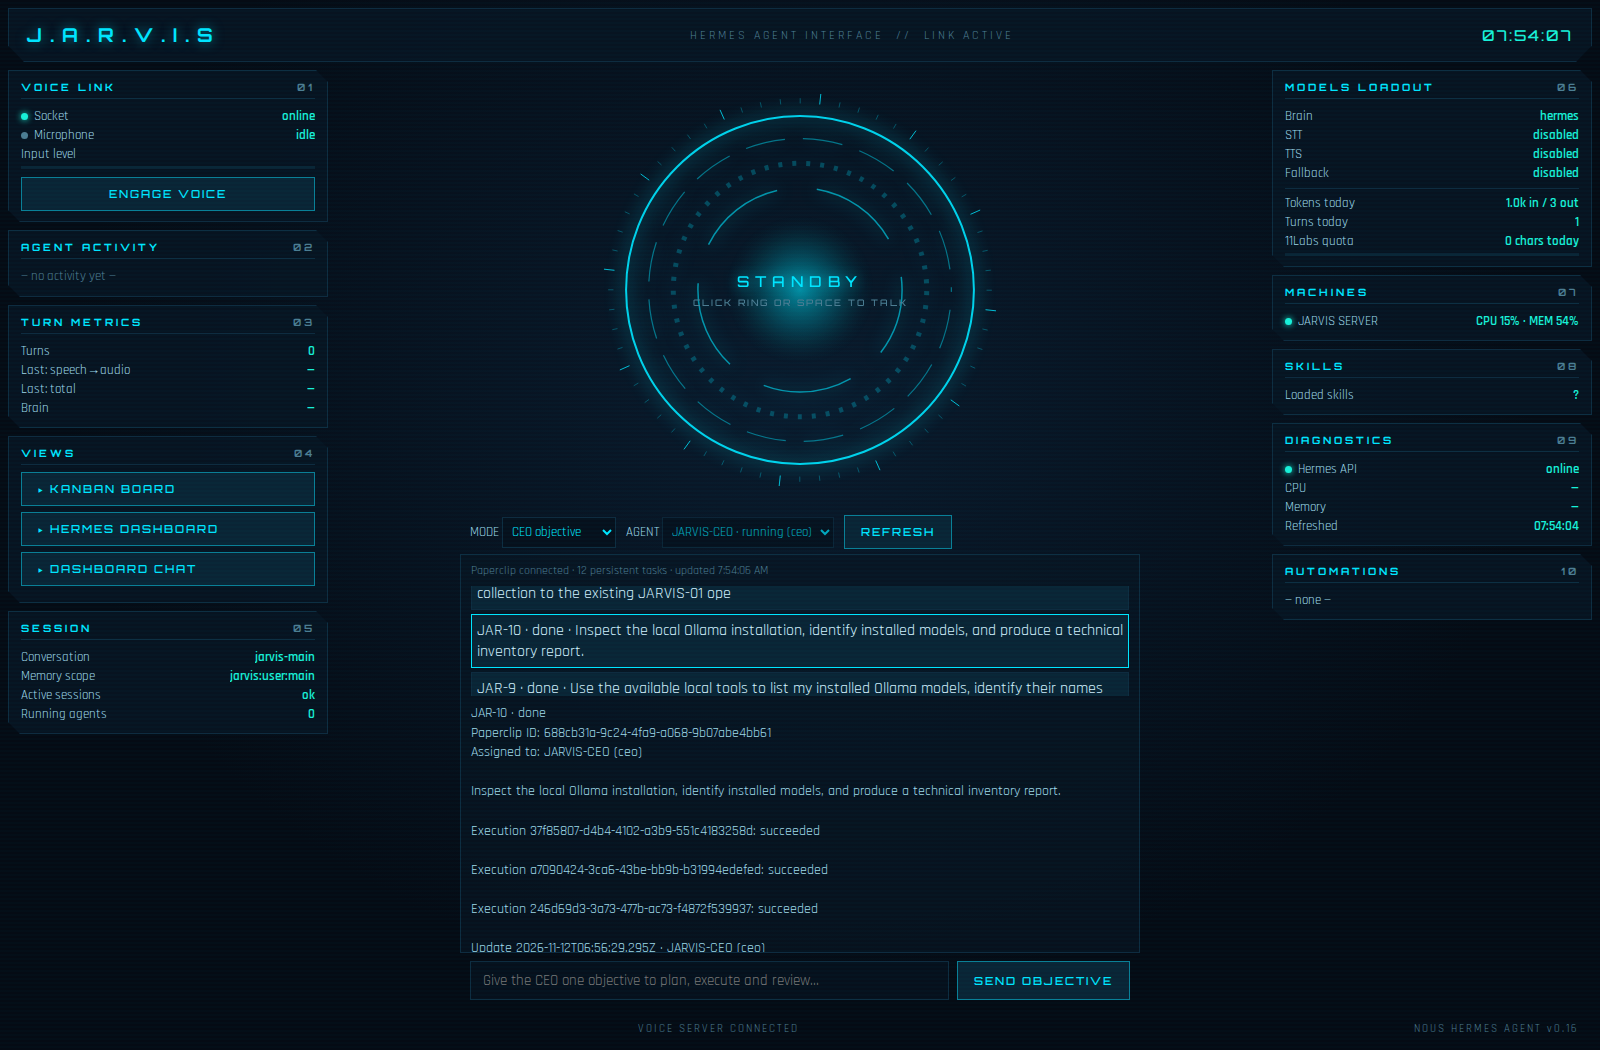 J.A.R.V.I.S
HERMES AGENT INTERFACE // LINK ACTIVE
07:54:07
VOICE LINK 01
Socket online
Microphone idle
Input level
ENGAGE VOICE
AGENT ACTIVITY 02
– no activity yet –
TURN METRICS 03
Turns 0
Last: speech→audio –
Last: total –
Brain –
VIEWS 04
▸ KANBAN BOARD
▸ HERMES DASHBOARD
▸ DASHBOARD CHAT
SESSION 05
Conversation jarvis-main
Memory scope jarvis:user:main
Active sessions ok
Running agents 0
STANDBY
CLICK RING OR SPACE TO TALK
MODE CEO objective AGENT JARVIS-CEO · running (ceo) REFRESH
Paperclip connected · 12 persistent tasks · updated 7:54:06 AM
collection to the existing JARVIS-01 ope
JAR-10 · done · Inspect the local Ollama installation, identify installed models, and produce a technical
inventory report.
JAR-9 · done · Use the available local tools to list my installed Ollama models, identify their names
JAR-10 · done
Paperclip ID: 688cb31a-9c24-4fa9-a068-9b07abe4bb61
Assigned to: JARVIS-CEO (ceo)
Inspect the local Ollama installation, identify installed models, and produce a technical inventory report.
Execution 37f85807-d4b4-4102-a3b9-551c4183258d: succeeded
Execution a7090424-3ca6-43be-bb9b-b31994edefed: succeeded
Execution 246d69d3-3a73-477b-ac73-f4872f539937: succeeded
Update 2026-11-12T06:56:29.295Z · JARVIS-CEO (ceo)
Give the CEO one objective to plan, execute and review...
SEND OBJECTIVE
MODELS LOADOUT 06
Brain hermes
STT disabled
TTS disabled
Fallback disabled
Tokens today 1.0k in / 3 out
Turns today 1
11Labs quota 0 chars today
MACHINES 07
JARVIS SERVER CPU 15% · MEM 54%
SKILLS 08
Loaded skills ?
DIAGNOSTICS 09
Hermes API online
CPU –
Memory –
Refreshed 07:54:04
AUTOMATIONS 10
– none –
VOICE SERVER CONNECTED
NOUS HERMES AGENT v0.16